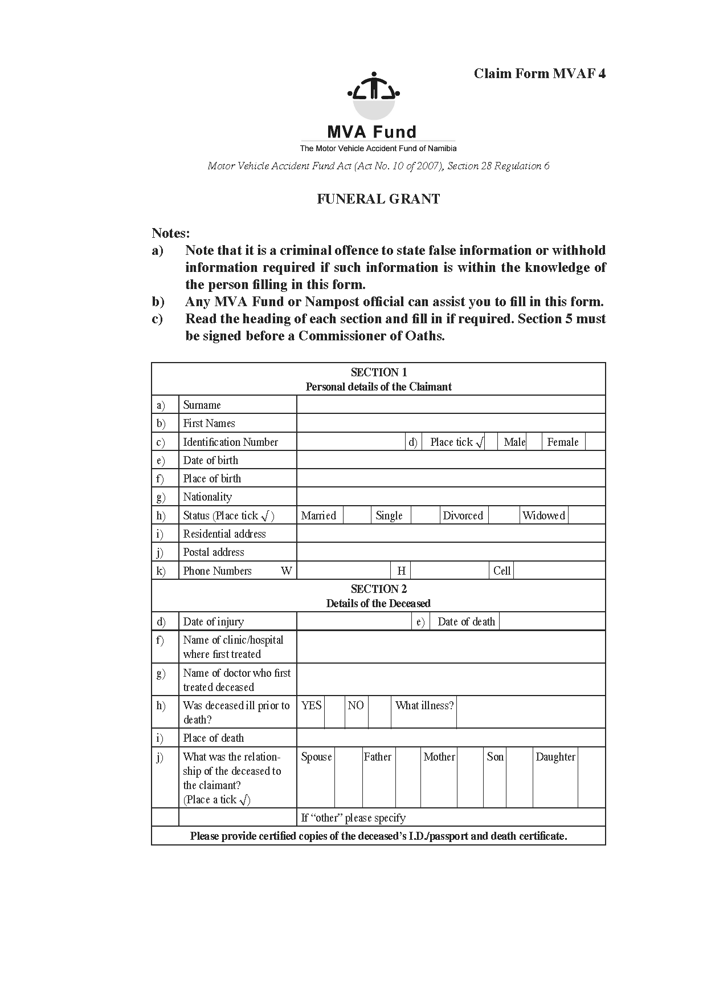 Claim Form MVAF 4
MVA Fund
The Motor Vehicle Accident Fund of Namibia
Motor Vehicle Accident Fund Act (Act No. 10 of 2007), Section 28 Regulation 6
FUNERAL GRANT
Notes:
a) Note that it is a criminal offence to state false information or withhold
information required if such information is within the knowledge of
the person filling in this form.
b) Any MVA Fund or Nampost official can assist you to fill in this form.
c) Read the heading of each section and fill in if required. Section 5 must
be signed before a Commissioner of Oaths.
SECTION 1
Personal details of the Claimant
a) Surname
b) First Names
c) Identification Number d) Place tick √ Male Female
e) Date of birth
f) Place of birth
g) Nationality
h) Status (Place tick √ ) Married Single Divorced Widowed
i) Residential address
j) Postal address
k) Phone Numbers W H Cell
SECTION 2
Details of the Deceased
d) Date of injury e) Date of death
f) Name of clinic/hospital
where first treated
g) Name of doctor who first
treated deceased
h) Was deceased ill prior to YES NO What illness?
death?
i) Place of death
j) What was the relation- Spouse Father Mother Son Daughter
ship of the deceased to
the claimant?
(Place a tick √)
If “other” please specify
Please provide certified copies of the deceased’s I.D./passport and death certificate.